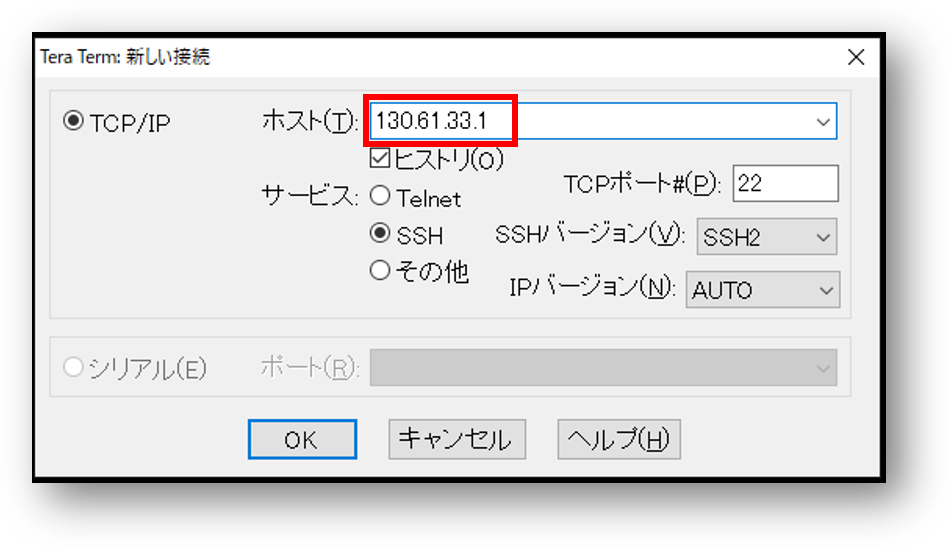 Tera Term: 新しい接続
TCP/IP
ホスト(T): 130.61.33.1
ヒストリ(O)
サービス: Telnet
TCPポート#(P): 22
SSH
SSHバージョン(V): SSH2
その他
IPバージョン(N): AUTO
シリアル(E)
ポート(R):
OK
キャンセル
ヘルプ(H)